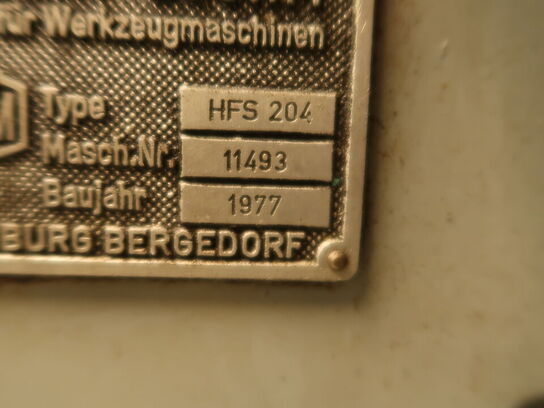 für Werkzeugmaschinen
M
Type HFS 204
Masch.Nr. 11493
Baujahr 1977
BURG BERGEDORF